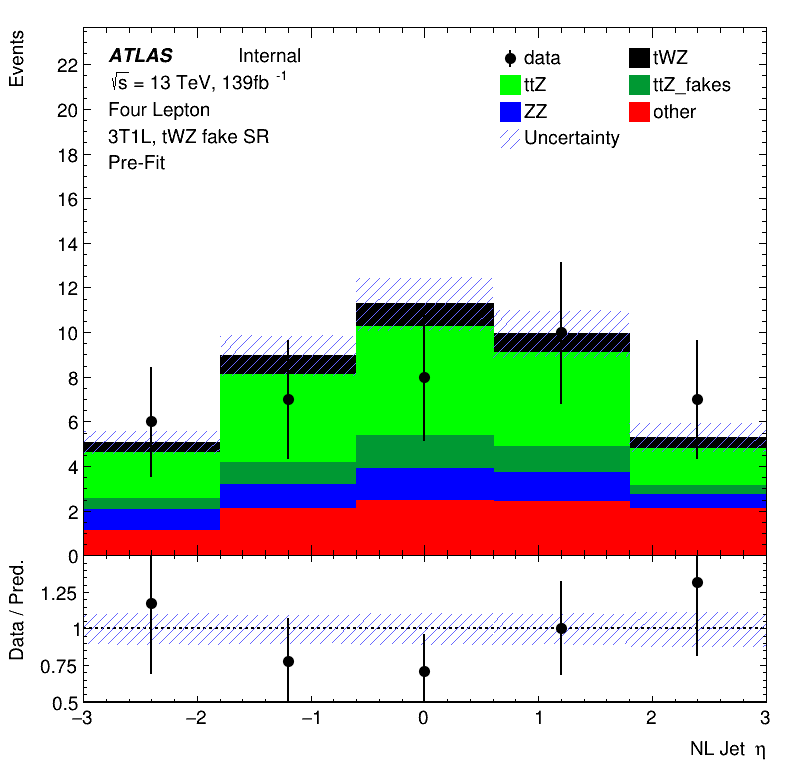 Events
22
20
18
16
14
12
10
8
6
4
2
0
ATLAS Internal
√s = 13 TeV, 139fb⁻¹
Four Lepton
3T1L, tWZ fake SR
Pre-Fit
data tWZ
ttZ ttZ_fakes
ZZ other
Uncertainty
Data / Pred.
1.25
1
0.75
0.5
−3 −2 −1 0 1 2 3
NL Jet η